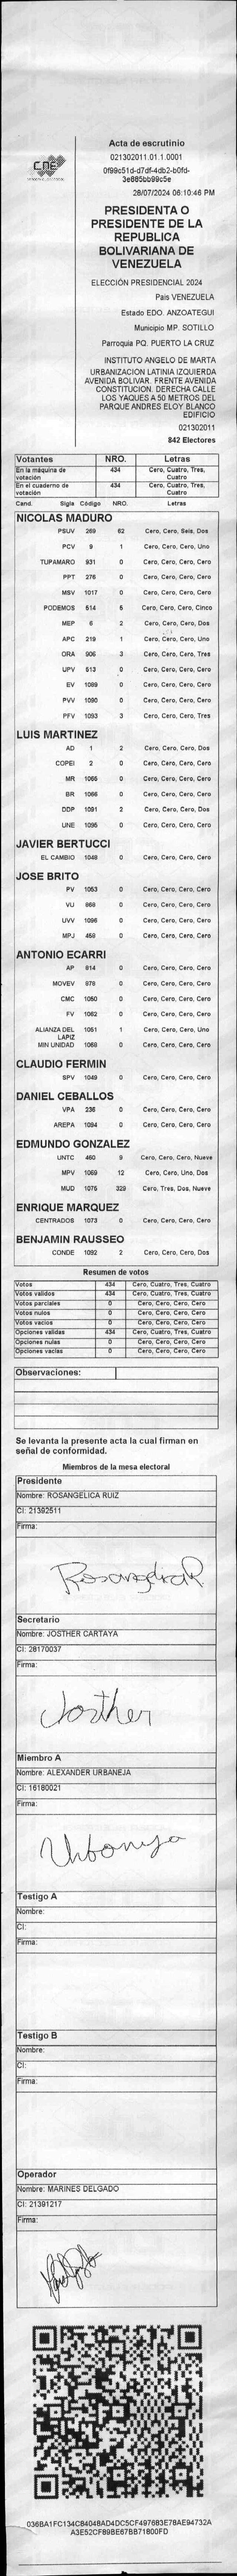 Acta de escrutinio
CNE
021302011.01.1.0001
0f99c51d-d7df-4db2-b0fd-
3e885bb99c5e
28/07/2024 06:10:46 PM
PRESIDENTA O
PRESIDENTE DE LA
REPUBLICA
BOLIVARIANA DE
VENEZUELA
ELECCIÓN PRESIDENCIAL 2024
Pais VENEZUELA
Estado EDO. ANZOATEGUI
Municipio MP. SOTILLO
Parroquia PQ. PUERTO LA CRUZ
INSTITUTO ANGELO DE MARTA
URBANIZACIÓN LATINIA IZQUIERDA
AVENIDA BOLIVAR. FRENTE AVENIDA
CONSTITUCION. DERECHA CALLE
LOS YAQUES A 50 METROS DEL
PARQUE ANDRES ELOY BLANCO
EDIFICIO
021302011
842 Electores
Votantes NRO. Letras
En la máquina de votación 434 Cero, Cuatro, Tres, Cuatro
En el cuaderno de votación 434 Cero, Cuatro, Tres, Cuatro
Cand. Sigla Código NRO. Letras
NICOLAS MADURO
PSUV 269 62 Cero, Cero, Seis, Dos
PCV 9 1 Cero, Cero, Cero, Uno
TUPAMARO 931 0 Cero, Cero, Cero, Cero
PPT 276 0 Cero, Cero, Cero, Cero
MSV 1017 0 Cero, Cero, Cero, Cero
PODEMOS 514 5 Cero, Cero, Cero, Cinco
MEP 6 2 Cero, Cero, Cero, Dos
APC 219 1 Cero, Cero, Cero, Uno
ORA 906 3 Cero, Cero, Cero, Tres
UPV 513 0 Cero, Cero, Cero, Cero
EV 1089 0 Cero, Cero, Cero, Cero
PVV 1090 0 Cero, Cero, Cero, Cero
PFV 1093 3 Cero, Cero, Cero, Tres
LUIS MARTINEZ
AD 1 2 Cero, Cero, Cero, Dos
COPEI 2 0 Cero, Cero, Cero, Cero
MR 1065 0 Cero, Cero, Cero, Cero
BR 1066 0 Cero, Cero, Cero, Cero
DDP 1091 2 Cero, Cero, Cero, Dos
UNE 1095 0 Cero, Cero, Cero, Cero
JAVIER BERTUCCI
EL CAMBIO 1048 0 Cero, Cero, Cero, Cero
JOSE BRITO
PV 1053 0 Cero, Cero, Cero, Cero
VU 968 0 Cero, Cero, Cero, Cero
UVV 1096 0 Cero, Cero, Cero, Cero
MPJ 458 0 Cero, Cero, Cero, Cero
ANTONIO ECARRI
AP 814 0 Cero, Cero, Cero, Cero
MOVEV 978 0 Cero, Cero, Cero, Cero
CMC 1050 0 Cero, Cero, Cero, Cero
FV 1062 0 Cero, Cero, Cero, Cero
ALIANZA DEL LAPIZ 1051 1 Cero, Cero, Cero, Uno
MIN UNIDAD 1068 0 Cero, Cero, Cero, Cero
CLAUDIO FERMIN
SPV 1049 0 Cero, Cero, Cero, Cero
DANIEL CEBALLOS
VPA 236 0 Cero, Cero, Cero, Cero
AREPA 1094 0 Cero, Cero, Cero, Cero
EDMUNDO GONZALEZ
UNTC 460 9 Cero, Cero, Cero, Nueve
MPV 1069 12 Cero, Cero, Uno, Dos
MUD 1075 329 Cero, Tres, Dos, Nueve
ENRIQUE MARQUEZ
CENTRADOS 1073 0 Cero, Cero, Cero, Cero
BENJAMIN RAUSSEO
CONDE 1092 2 Cero, Cero, Cero, Dos
Resumen de votos
Votos 434 Cero, Cuatro, Tres, Cuatro
Votos validos 434 Cero, Cuatro, Tres, Cuatro
Votos parciales 0 Cero, Cero, Cero, Cero
Votos nulos 0 Cero, Cero, Cero, Cero
Votos vacios 0 Cero, Cero, Cero, Cero
Opciones validas 434 Cero, Cuatro, Tres, Cuatro
Opciones nulas 0 Cero, Cero, Cero, Cero
Opciones vacias 0 Cero, Cero, Cero, Cero
Observaciones:
Se levanta la presente acta la cual firman en
señal de conformidad.
Miembros de la mesa electoral
Presidente
Nombre: ROSANGELICA RUIZ
CI: 21392511
Firma:
Secretario
Nombre: JOSTHER CARTAYA
CI: 28170037
Firma:
Josther
Miembro A
Nombre: ALEXANDER URBANEJA
CI: 16180021
Firma:
Testigo A
Nombre:
CI:
Firma:
Testigo B
Nombre:
CI:
Firma:
Operador
Nombre: MARINES DELGADO
CI: 21391217
Firma:
036BA1FC134C84048AD4DC5CF497683E78AE94732A
A3E52CF89BE67BB71800FD